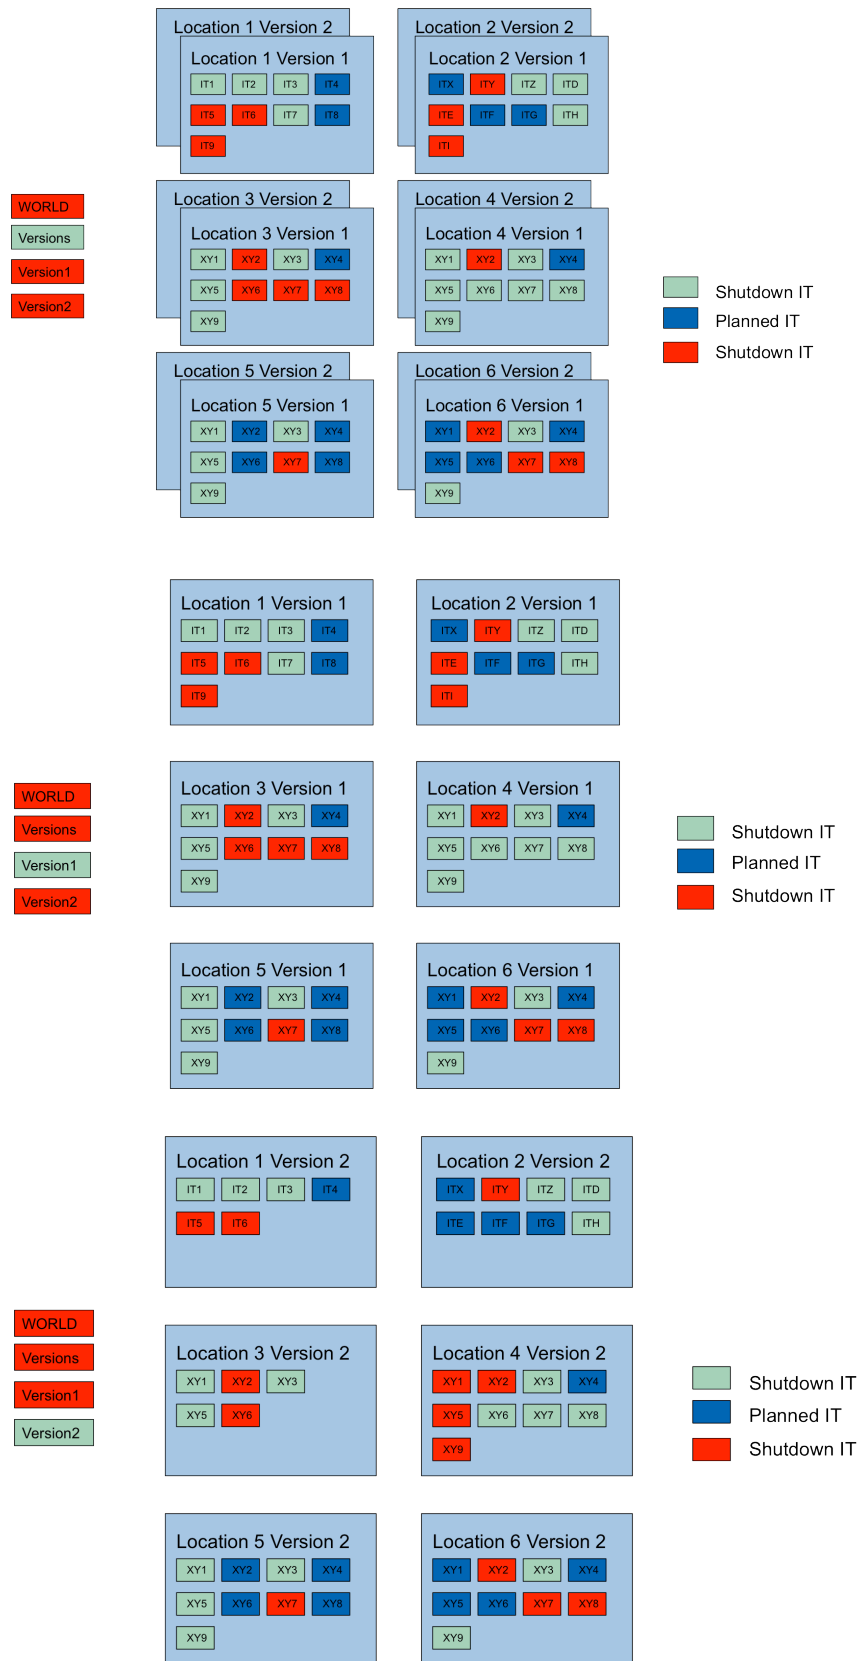 Location 1 Version 2
Location 2 Version 2
Location 1 Version 1
Location 2 Version 1
IT1 IT2 IT3 IT4
ITX ITY ITZ ITD
IT5 IT6 IT7 IT8
ITE ITF ITG ITH
IT9
ITI
Location 3 Version 2
Location 4 Version 2
WORLD
Versions
Version1
Version2
Location 3 Version 1
Location 4 Version 1
XY1 XY2 XY3 XY4
XY1 XY2 XY3 XY4
XY5 XY6 XY7 XY8
XY5 XY6 XY7 XY8
XY9
XY9
Shutdown IT
Planned IT
Shutdown IT
Location 5 Version 2
Location 6 Version 2
Location 5 Version 1
Location 6 Version 1
XY1 XY2 XY3 XY4
XY1 XY2 XY3 XY4
XY5 XY6 XY7 XY8
XY5 XY6 XY7 XY8
XY9
XY9
Location 1 Version 1
Location 2 Version 1
IT1 IT2 IT3 IT4
ITX ITY ITZ ITD
IT5 IT6 IT7 IT8
ITE ITF ITG ITH
IT9
ITI
WORLD
Versions
Version1
Version2
Location 3 Version 1
Location 4 Version 1
XY1 XY2 XY3 XY4
XY1 XY2 XY3 XY4
XY5 XY6 XY7 XY8
XY5 XY6 XY7 XY8
XY9
XY9
Shutdown IT
Planned IT
Shutdown IT
Location 5 Version 1
Location 6 Version 1
XY1 XY2 XY3 XY4
XY1 XY2 XY3 XY4
XY5 XY6 XY7 XY8
XY5 XY6 XY7 XY8
XY9
XY9
Location 1 Version 2
Location 2 Version 2
IT1 IT2 IT3 IT4
ITX ITY ITZ ITD
IT5 IT6
ITE ITF ITG ITH
WORLD
Versions
Version1
Version2
Location 3 Version 2
Location 4 Version 2
XY1 XY2 XY3
XY1 XY2 XY3 XY4
XY5 XY6
XY5 XY6 XY7 XY8
XY9
Shutdown IT
Planned IT
Shutdown IT
Location 5 Version 2
Location 6 Version 2
XY1 XY2 XY3 XY4
XY1 XY2 XY3 XY4
XY5 XY6 XY7 XY8
XY5 XY6 XY7 XY8
XY9
XY9